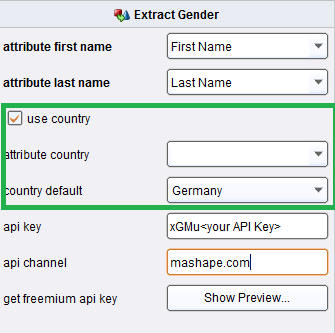 Extract Gender
attribute first name First Name
attribute last name Last Name
use country
attribute country
country default Germany
api key xGMu<your API Key>
api channel mashape.com
get freemium api key Show Preview...